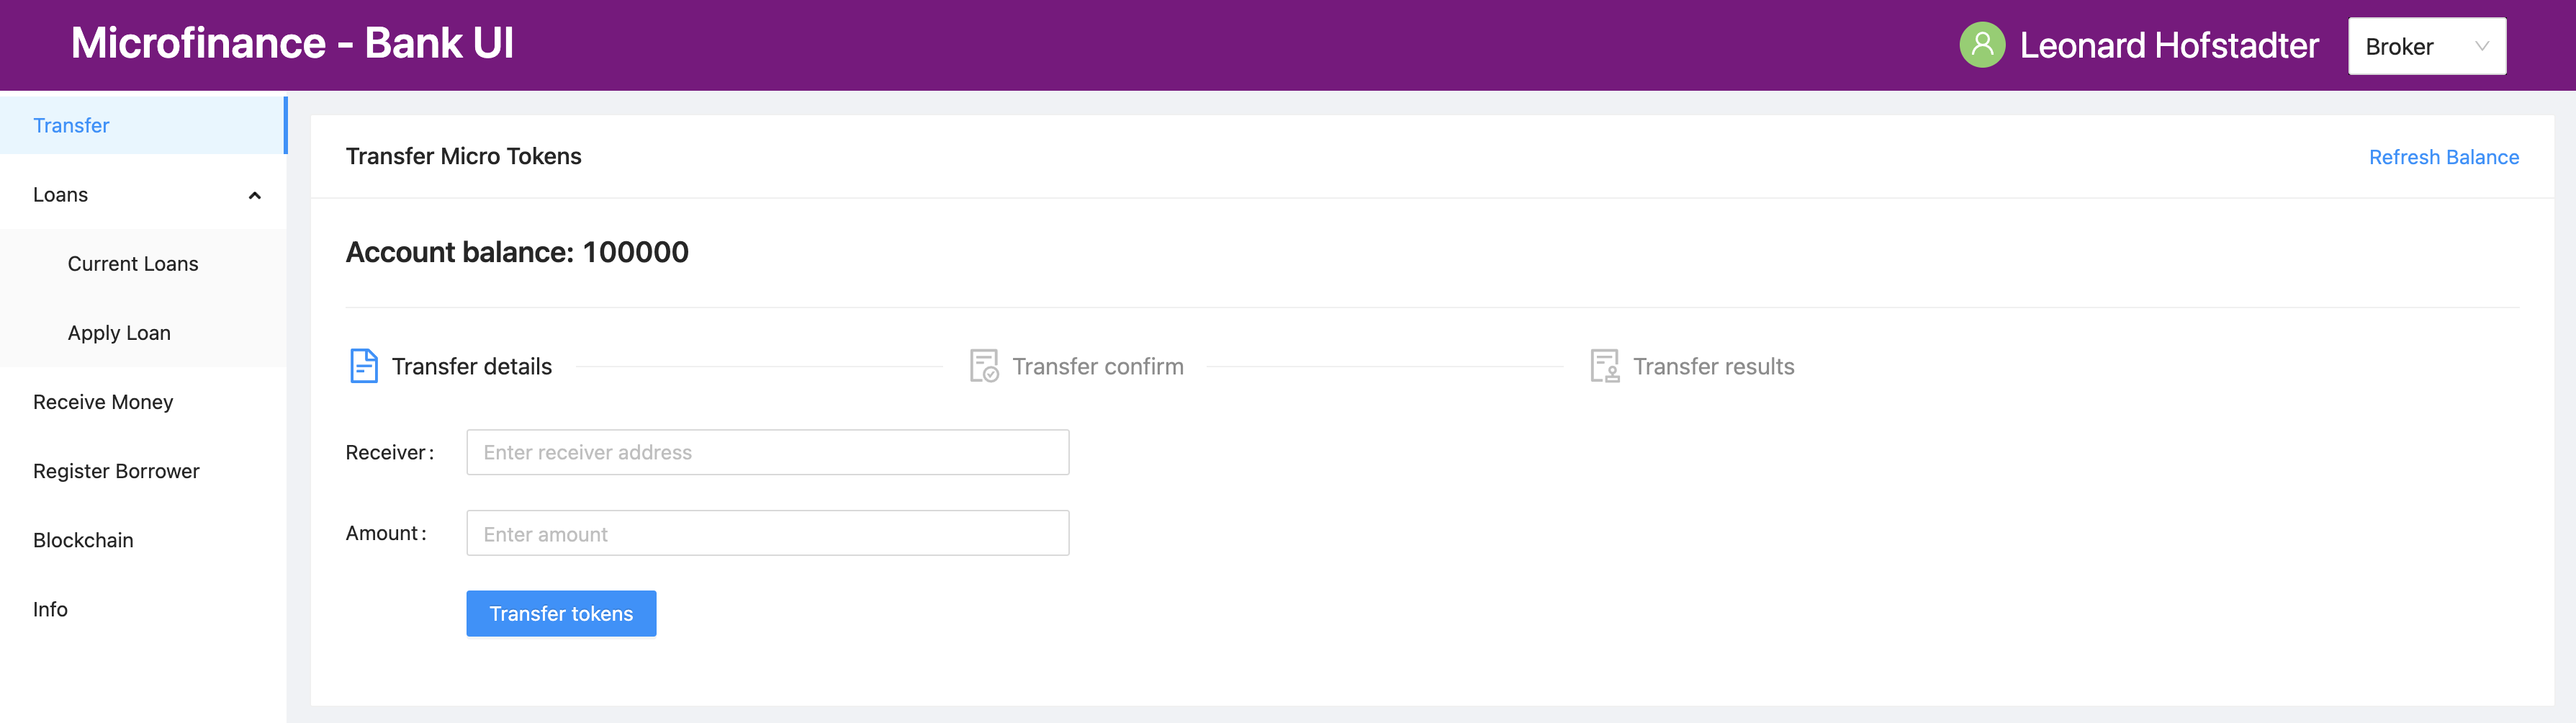 Microfinance - Bank UI
Leonard Hofstadter
Broker
Transfer
Loans
Current Loans
Apply Loan
Receive Money
Register Borrower
Blockchain
Info
Transfer Micro Tokens
Refresh Balance
Account balance: 100000
Transfer details
Transfer confirm
Transfer results
Receiver:
Enter receiver address
Amount:
Enter amount
Transfer tokens